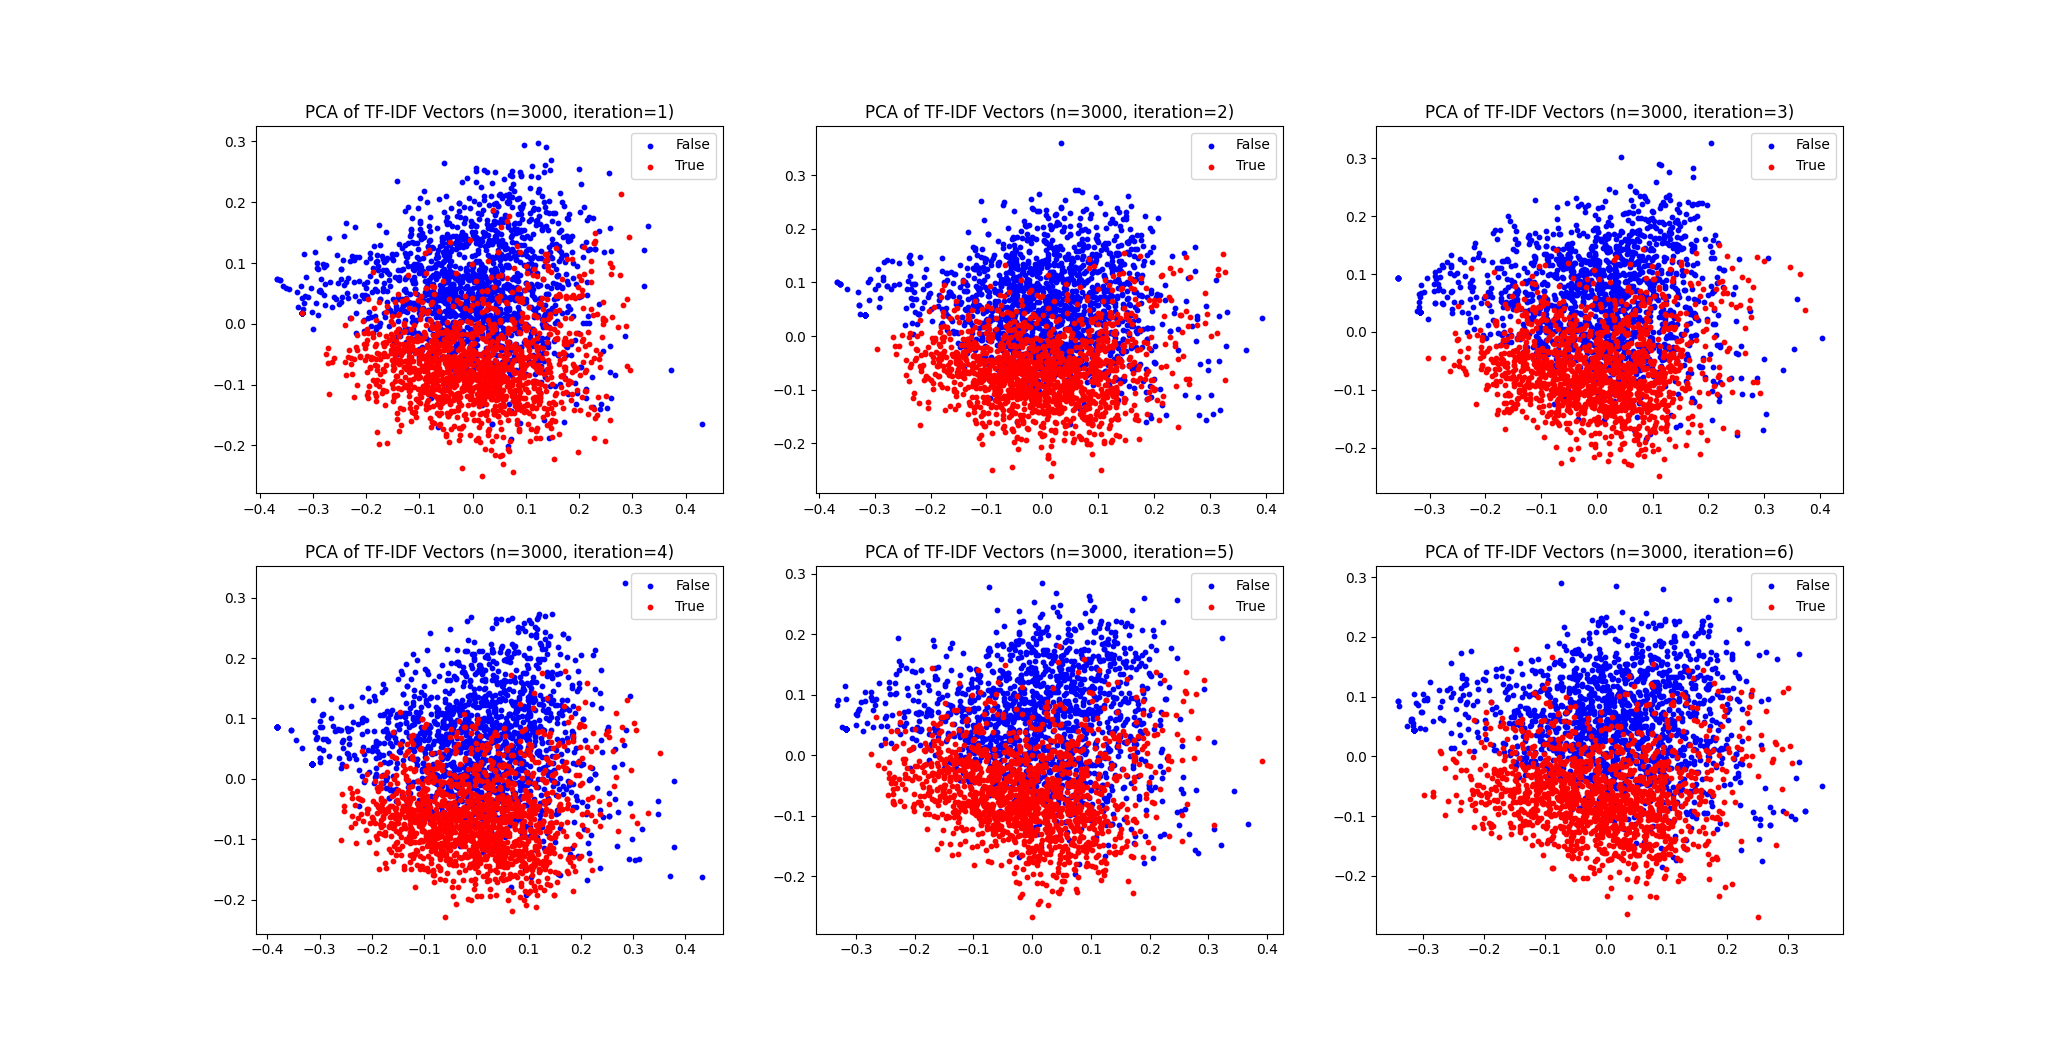 PCA of TF-IDF Vectors (n=3000, iteration=1)
False
True
0.3
0.2
0.1
0.0
−0.1
−0.2
−0.4 −0.3 −0.2 −0.1 0.0 0.1 0.2 0.3 0.4
PCA of TF-IDF Vectors (n=3000, iteration=2)
False
True
0.3
0.2
0.1
0.0
−0.1
−0.2
−0.4 −0.3 −0.2 −0.1 0.0 0.1 0.2 0.3 0.4
PCA of TF-IDF Vectors (n=3000, iteration=3)
False
True
0.3
0.2
0.1
0.0
−0.1
−0.2
−0.3 −0.2 −0.1 0.0 0.1 0.2 0.3 0.4
PCA of TF-IDF Vectors (n=3000, iteration=4)
False
True
0.3
0.2
0.1
0.0
−0.1
−0.2
−0.4 −0.3 −0.2 −0.1 0.0 0.1 0.2 0.3 0.4
PCA of TF-IDF Vectors (n=3000, iteration=5)
False
True
0.3
0.2
0.1
0.0
−0.1
−0.2
−0.3 −0.2 −0.1 0.0 0.1 0.2 0.3 0.4
PCA of TF-IDF Vectors (n=3000, iteration=6)
False
True
0.3
0.2
0.1
0.0
−0.1
−0.2
−0.3 −0.2 −0.1 0.0 0.1 0.2 0.3